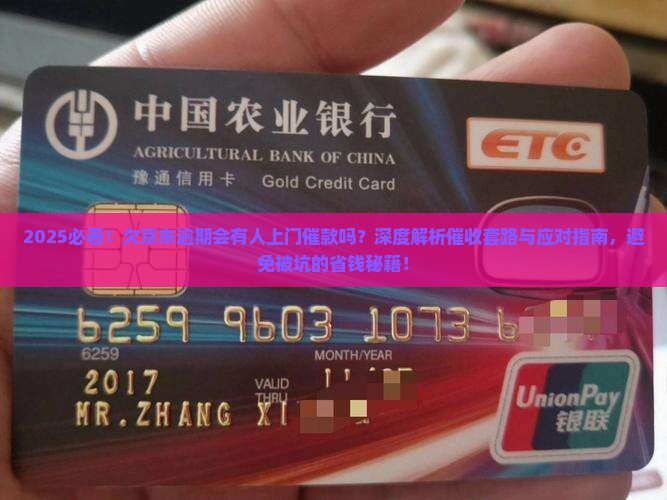 中国农业银行
AGRICULTURAL BANK OF CHINA
豫通信用卡 Gold Credit Card
ETC
2025必看！欠京东逾期会有人上门催款吗？深度解析催收套路与应对指南，避
免被坑的省钱秘籍！
6259 9603 1073
6259
MONTH/YEAR
2017 VALID THRU
MR.ZHANG XI
UnionPay
银联